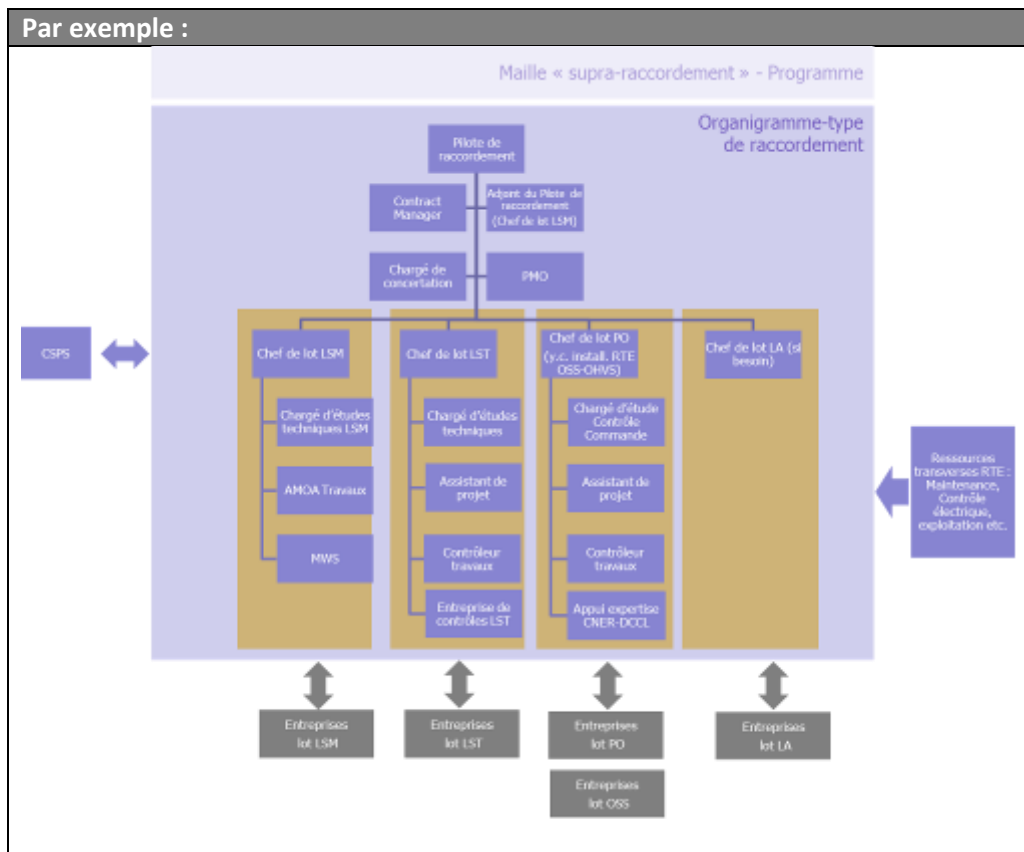 Par exemple :
Maille « supra-raccordement » - Programme
Organigramme-type
de raccordement
Pilote de
raccordement
Contract
Manager
Adjoint du Pilote de
raccordement
(Chef de lot LSM)
Chargé de
concertation
PMO
CSPS
Chef de lot LSM
Chef de lot LST
Chef de lot PO
(y.c. install. RTE
OSS-OHVS)
Chef de lot LA (si
besoin)
Chargé d'études
techniques LSM
Chargé d'études
techniques
Chargé d'étude
Contrôle
Commande
AMOA Travaux
Assistant de
projet
Assistant de
projet
MWS
Contrôleur
travaux
Contrôleur
travaux
Entreprise de
contrôles LST
Appui expertise
CNER-DCCL
Ressources
transverses RTE :
Maintenance,
Contrôle
électrique,
exploitation etc.
Entreprises
lot LSM
Entreprises
lot LST
Entreprises
lot PO
Entreprises
lot LA
Entreprises
lot OSS